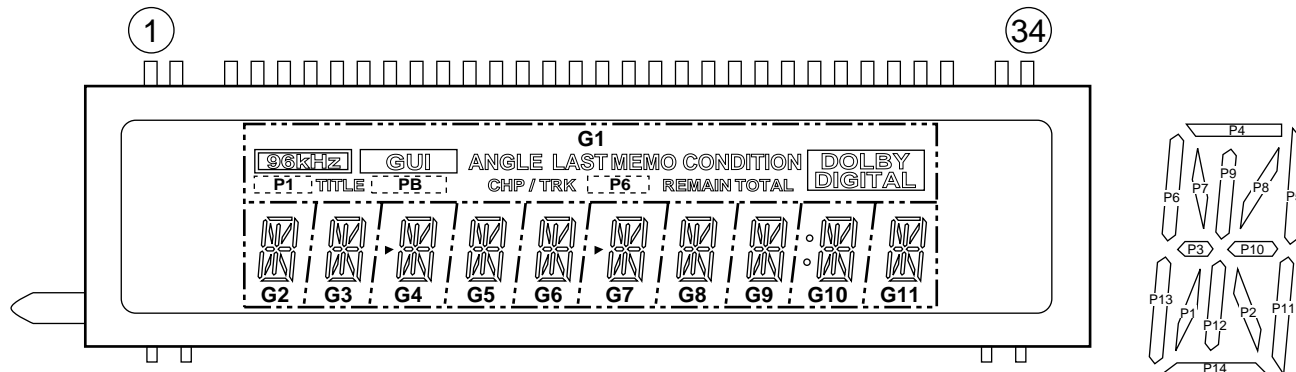 1 34
G1
96kHz GUI ANGLE LAST MEMO CONDITION DOLBY
P1 TITLE PB CHP / TRK P6 REMAIN TOTAL DIGITAL
G2 G3 G4 G5 G6 G7 G8 G9 G10 G11
P4
P6 P7 P9 P8
P3 P10
P13 P1 P12 P2 P11
P14